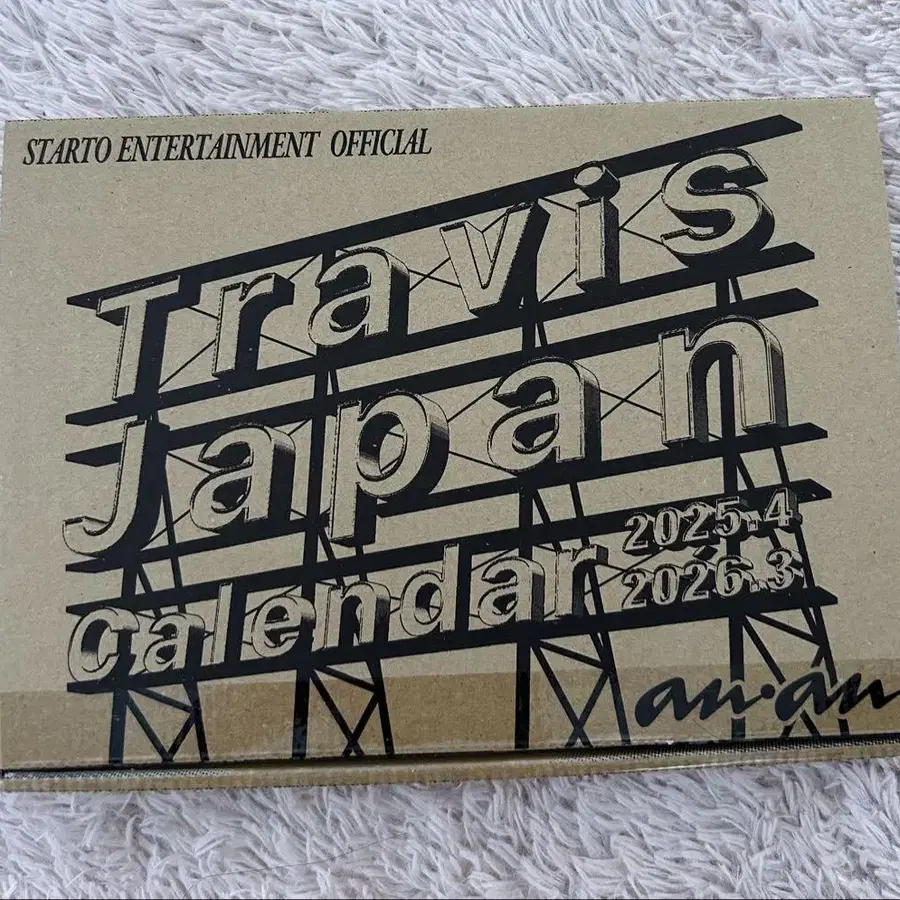 STARTO ENTERTAINMENT OFFICIAL
Travis
Japan
Calendar
2025.4
2026.3
an·an